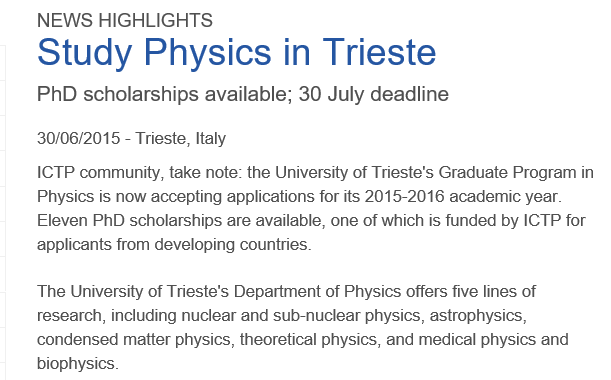 NEWS HIGHLIGHTS
Study Physics in Trieste
PhD scholarships available; 30 July deadline
30/06/2015 - Trieste, Italy
ICTP community, take note: the University of Trieste's Graduate Program in
Physics is now accepting applications for its 2015-2016 academic year.
Eleven PhD scholarships are available, one of which is funded by ICTP for
applicants from developing countries.
The University of Trieste's Department of Physics offers five lines of
research, including nuclear and sub-nuclear physics, astrophysics,
condensed matter physics, theoretical physics, and medical physics and
biophysics.